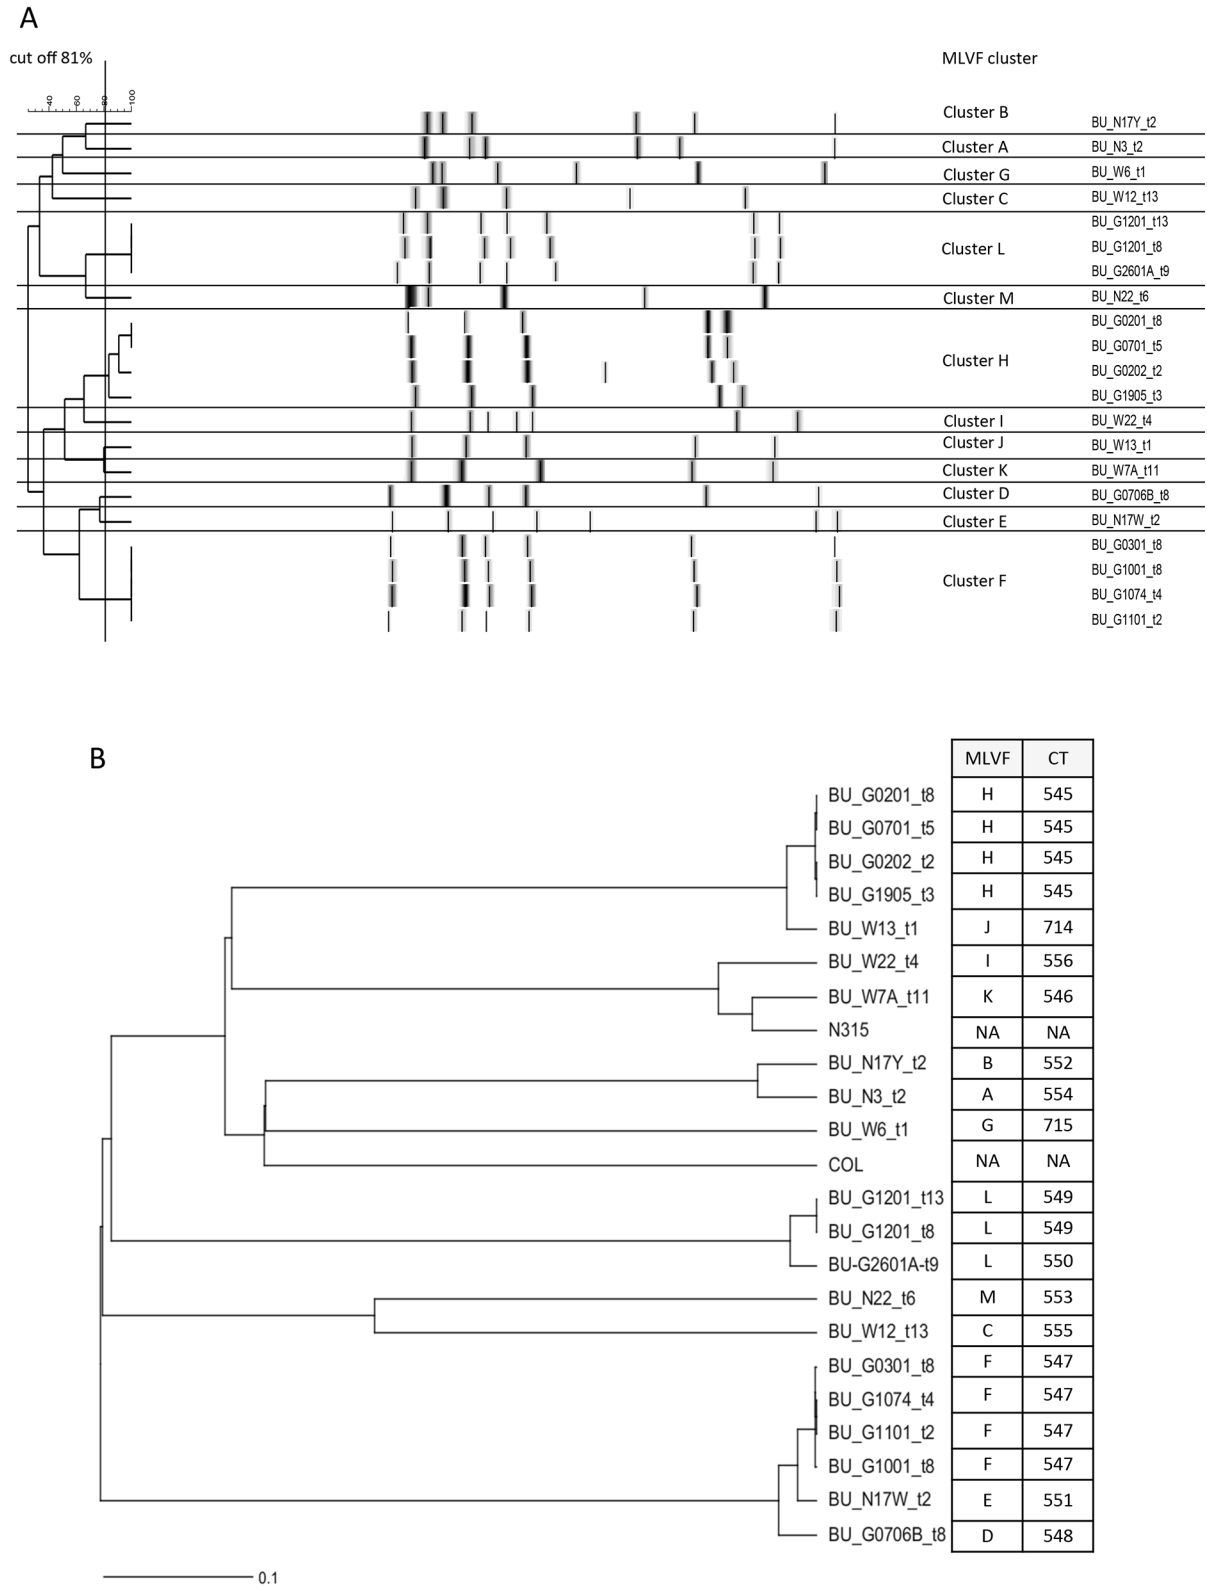 A
cut off 81%
MLVF cluster
40 60 80 100
Cluster B BU_N17Y_t2
Cluster A BU_N3_t2
Cluster G BU_W6_t1
Cluster C BU_W12_t13
BU_G1201_t13
Cluster L BU_G1201_t8
BU_G2601A_t9
Cluster M BU_N22_t6
BU_G0201_t8
BU_G0701_t5
Cluster H
BU_G0202_t2
BU_G1905_t3
Cluster I BU_W22_t4
Cluster J BU_W13_t1
Cluster K BU_W7A_t11
Cluster D BU_G0706B_t8
Cluster E BU_N17W_t2
BU_G0301_t8
BU_G1001_t8
Cluster F
BU_G1074_t4
BU_G1101_t2
B
MLVF CT
BU_G0201_t8 H 545
BU_G0701_t5 H 545
BU_G0202_t2 H 545
BU_G1905_t3 H 545
BU_W13_t1 J 714
BU_W22_t4 I 556
BU_W7A_t11 K 546
N315 NA NA
BU_N17Y_t2 B 552
BU_N3_t2 A 554
BU_W6_t1 G 715
COL NA NA
BU_G1201_t13 L 549
BU_G1201_t8 L 549
BU-G2601A-t9 L 550
BU_N22_t6 M 553
BU_W12_t13 C 555
BU_G0301_t8 F 547
BU_G1074_t4 F 547
BU_G1101_t2 F 547
BU_G1001_t8 F 547
BU_N17W_t2 E 551
BU_G0706B_t8 D 548
0.1